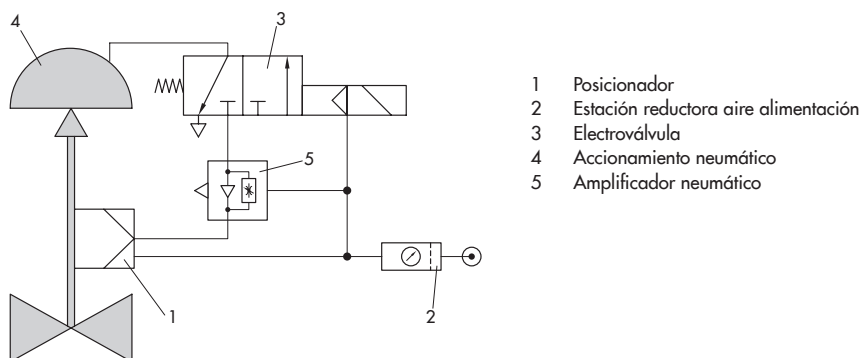 4
3
5
1
2
1 Posicionador
2 Estación reductora aire alimentación
3 Electroválvula
4 Accionamiento neumático
5 Amplificador neumático